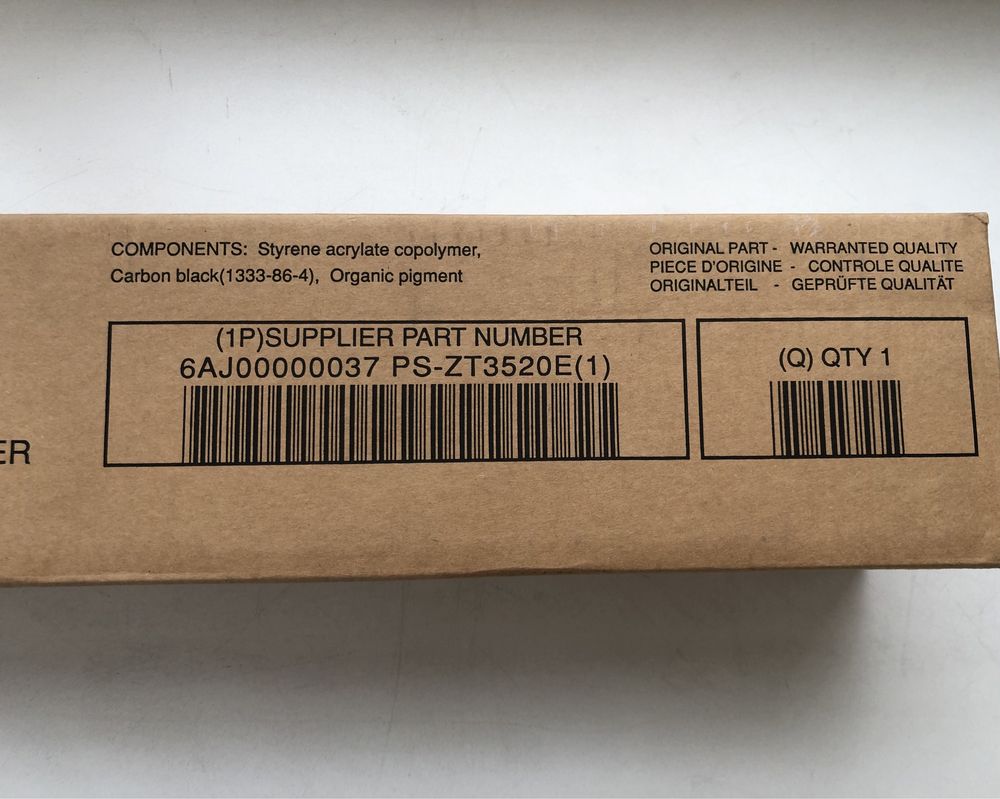 COMPONENTS: Styrene acrylate copolymer,
Carbon black(1333-86-4), Organic pigment
ORIGINAL PART - WARRANTED QUALITY
PIECE D'ORIGINE - CONTROLE QUALITE
ORIGINALTEIL - GEPRÜFTE QUALITÄT
(1P)SUPPLIER PART NUMBER
6AJ00000037 PS-ZT3520E(1)
(Q) QTY 1